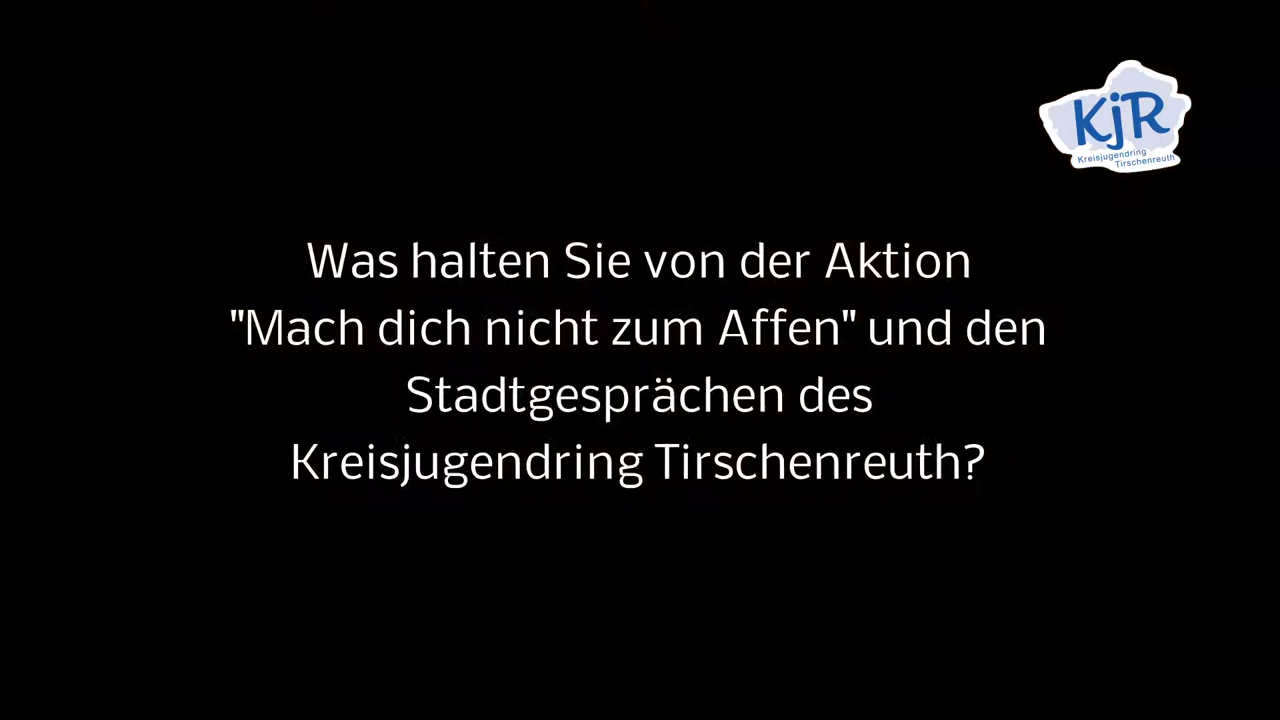 KjR
Kreisjugendring
Tirschenreuth
Was halten Sie von der Aktion
"Mach dich nicht zum Affen" und den
Stadtgesprächen des
Kreisjugendring Tirschenreuth?